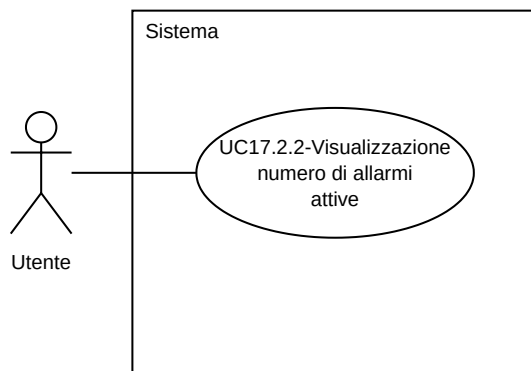 Sistema
UC17.2.2-Visualizzazione
numero di allarmi
attive
Utente